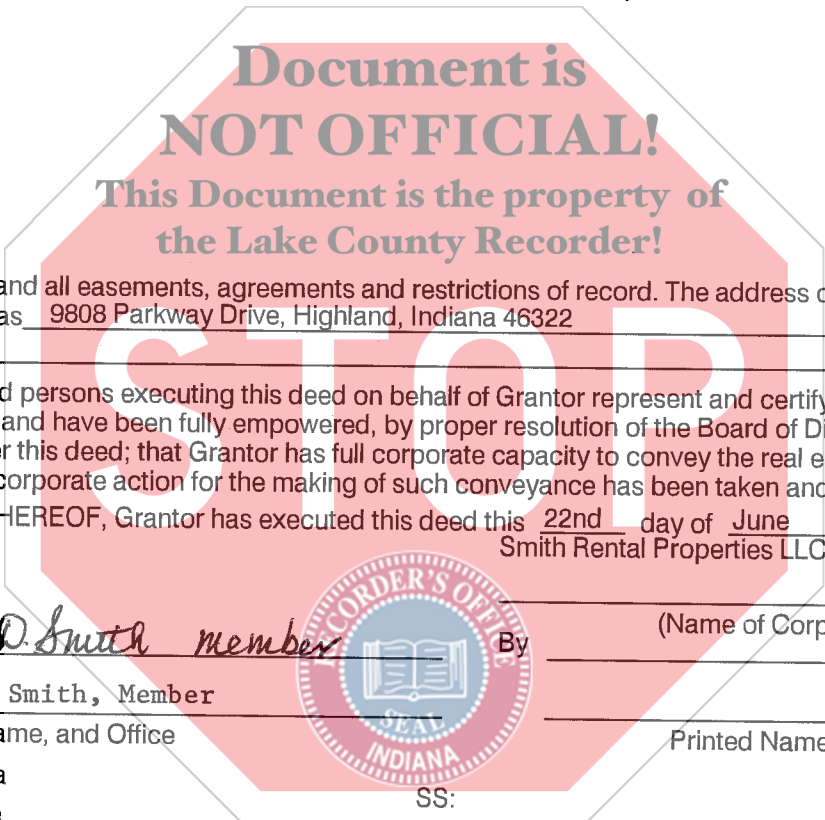 Document is
NOT OFFICIAL!
This Document is the property of
the Lake County Recorder!
and all easements, agreements and restrictions of record. The address o
as 9808 Parkway Drive, Highland, Indiana 46322
STOP
d persons executing this deed on behalf of Grantor represent and certify
and have been fully empowered, by proper resolution of the Board of Di
r this deed; that Grantor has full corporate capacity to convey the real e
corporate action for the making of such conveyance has been taken and
HEREOF, Grantor has executed this deed this 22nd day of June
Smith Rental Properties LLC
(Name of Corp
D. Smith member
By
Smith, Member
ame, and Office
Printed Name
RECORDER'S OFFICE
SEAL
INDIANA
a
SS: